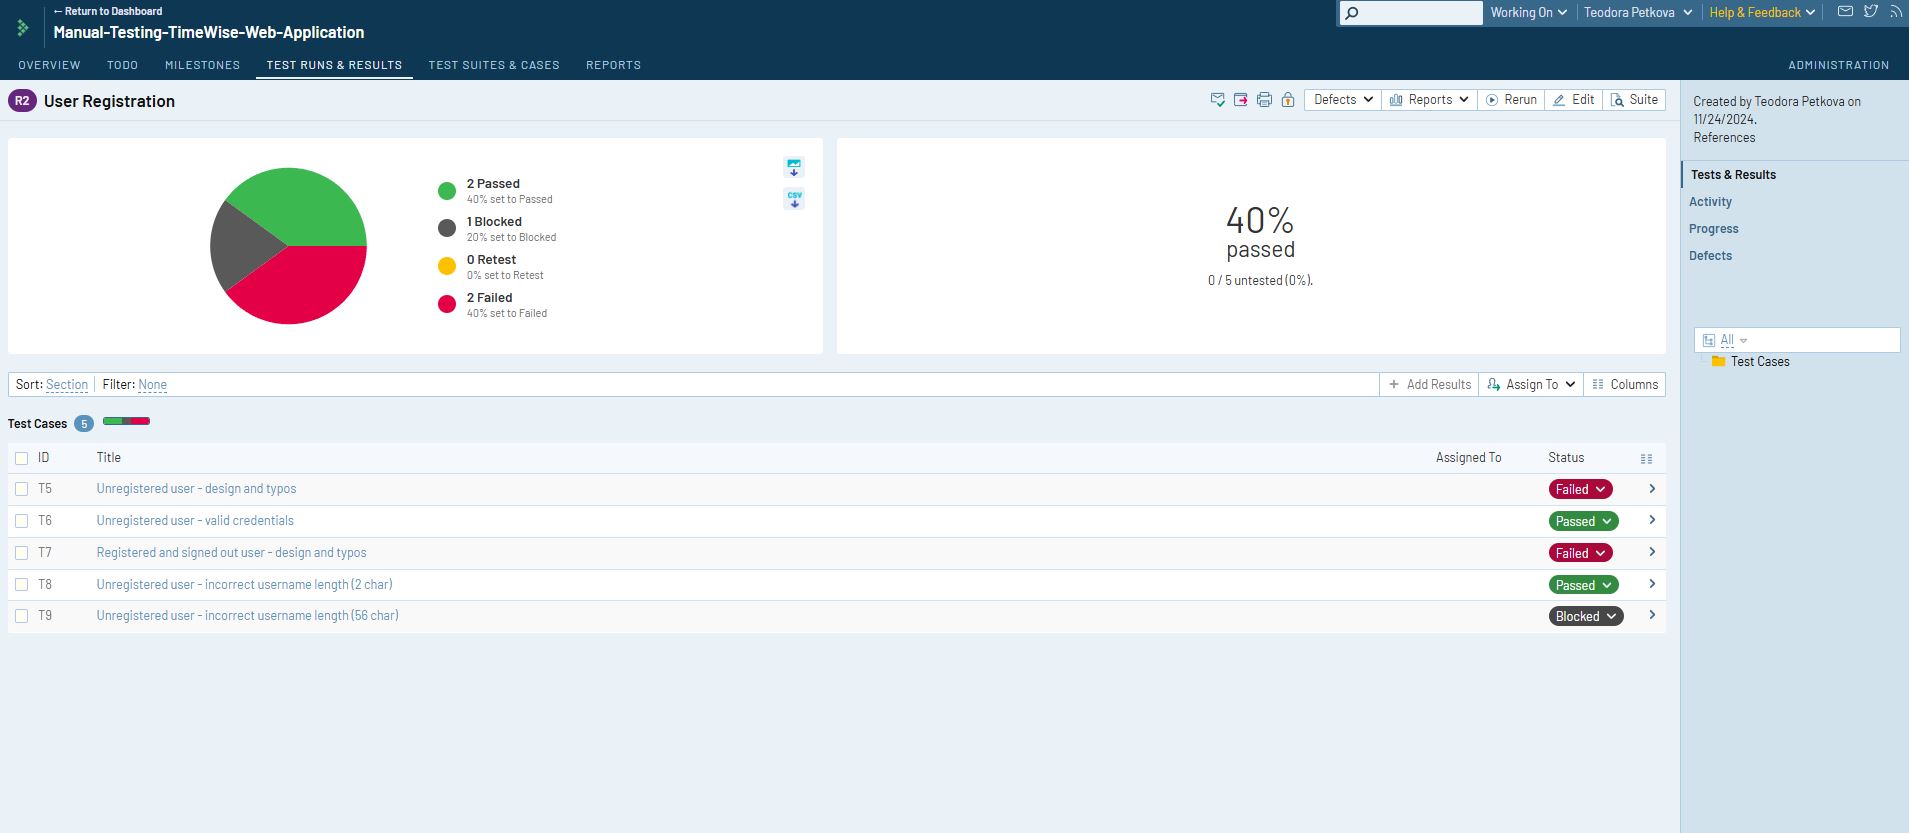 ← Return to Dashboard
Manual-Testing-TimeWise-Web-Application
Working On
Teodora Petkova
Help & Feedback
OVERVIEW
TODO
MILESTONES
TEST RUNS & RESULTS
TEST SUITES & CASES
REPORTS
ADMINISTRATION
R2
User Registration
Defects
Reports
Rerun
Edit
Suite
2 Passed
40% set to Passed
1 Blocked
20% set to Blocked
0 Retest
0% set to Retest
2 Failed
40% set to Failed
CSV
40%
passed
0 / 5 untested (0%).
Sort: Section
Filter: None
+ Add Results
Assign To
Columns
Test Cases 5
ID Title Assigned To Status
T5 Unregistered user - design and typos Failed
T6 Unregistered user - valid credentials Passed
T7 Registered and signed out user - design and typos Failed
T8 Unregistered user - incorrect username length (2 char) Passed
T9 Unregistered user - incorrect username length (56 char) Blocked
Created by Teodora Petkova on
11/24/2024.
References
Tests & Results
Activity
Progress
Defects
All
Test Cases